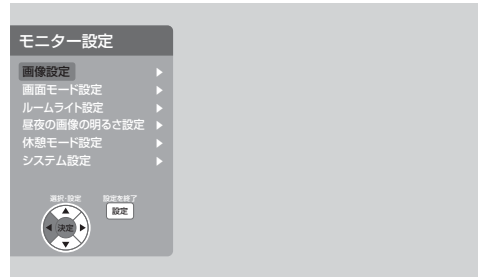 モニター設定
画像設定
画面モード設定
ルームライト設定
昼夜の画像の明るさ設定
休憩モード設定
システム設定
選択・設定 設定を終了
設定
決定